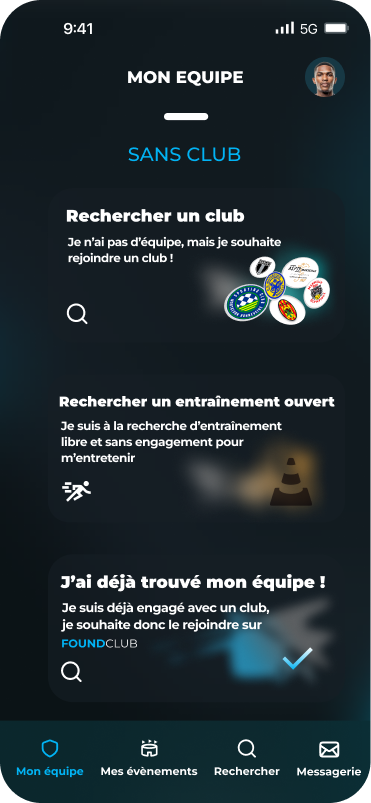 9:41
5G
MON EQUIPE
SANS CLUB
Rechercher un club
Je n'ai pas d'équipe, mais je souhaite
rejoindre un club !
Rechercher un entraînement ouvert
Je suis à la recherche d'entraînement
libre et sans engagement pour
m'entretenir
J'ai déjà trouvé mon équipe !
Je suis déjà engagé avec un club,
je souhaite donc le rejoindre sur
FOUNDCLUB
Mon équipe
Mes évènements
Rechercher
Messagerie